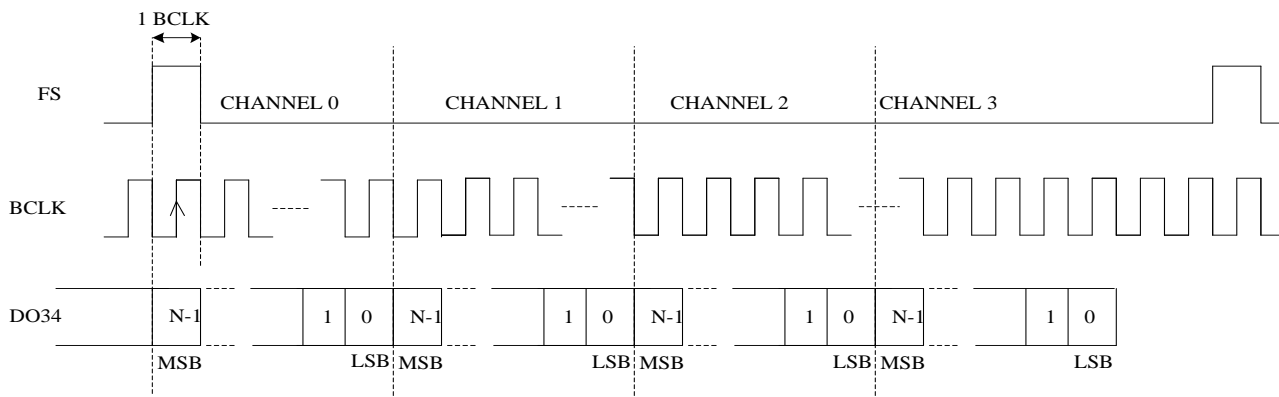 1 BCLK
FS
CHANNEL 0 CHANNEL 1 CHANNEL 2 CHANNEL 3
BCLK
DO34 N-1 1 0 N-1 1 0 N-1 1 0 N-1 1 0
MSB LSB MSB LSB MSB LSB MSB LSB